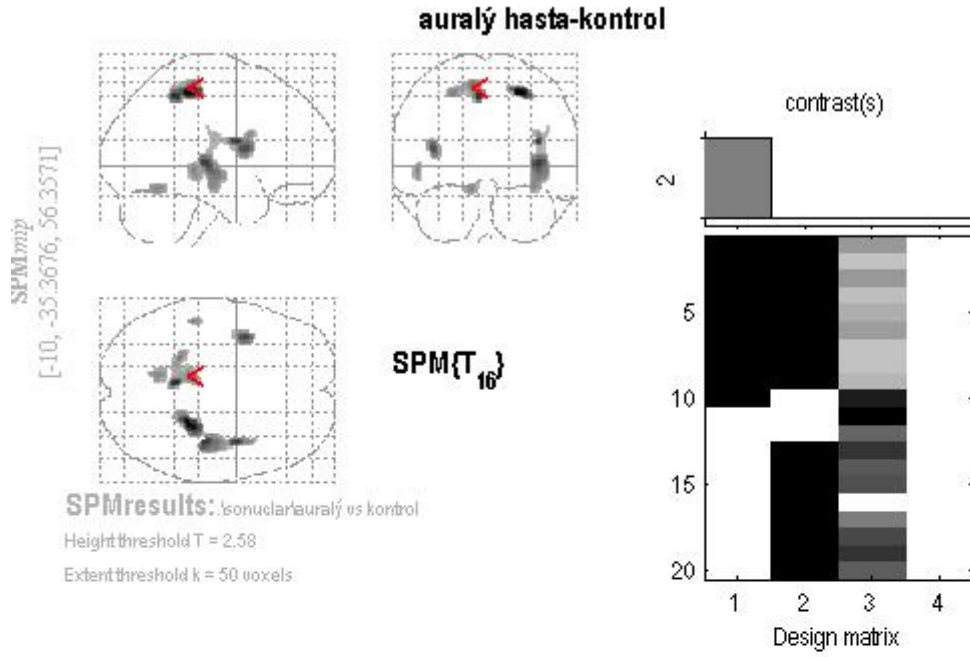 auralý hasta-kontrol
SPMmip
[-10, -35.3676, 56.3571]
SPM{T16}
SPMresults: .\sonuclar\auralý vs kontrol
Height threshold T = 2.58
Extent threshold k = 50 voxels
contrast(s)
2
5
10
15
20
1 2 3 4
Design matrix